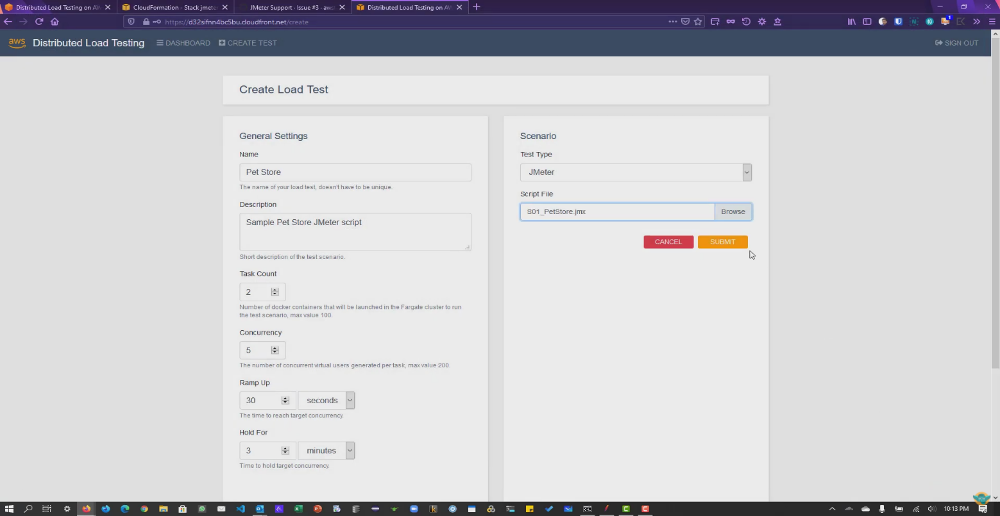 Distributed Load Testing on AW
CloudFormation - Stack jmeter
JMeter Support · Issue #3 · aws
Distributed Load Testing on AW
https://d32sifnn4bc5bu.cloudfront.net/create
1
aws
Distributed Load Testing
DASHBOARD
CREATE TEST
SIGN OUT
Create Load Test
General Settings
Name
Pet Store
The name of your load test, doesn't have to be unique.
Description
Sample Pet Store JMeter script
Short description of the test scenario.
Task Count
2
Number of docker containers that will be launched in the Fargate cluster to run
the test scenario, max value 100.
Concurrency
5
The number of concurrent virtual users generated per task, max value 200.
Ramp Up
30
seconds
The time to reach target concurrency.
Hold For
3
minutes
Time to hold target concurrency.
Scenario
Test Type
JMeter
Script File
S01_PetStore.jmx
Browse
CANCEL
SUBMIT
10:13 PM